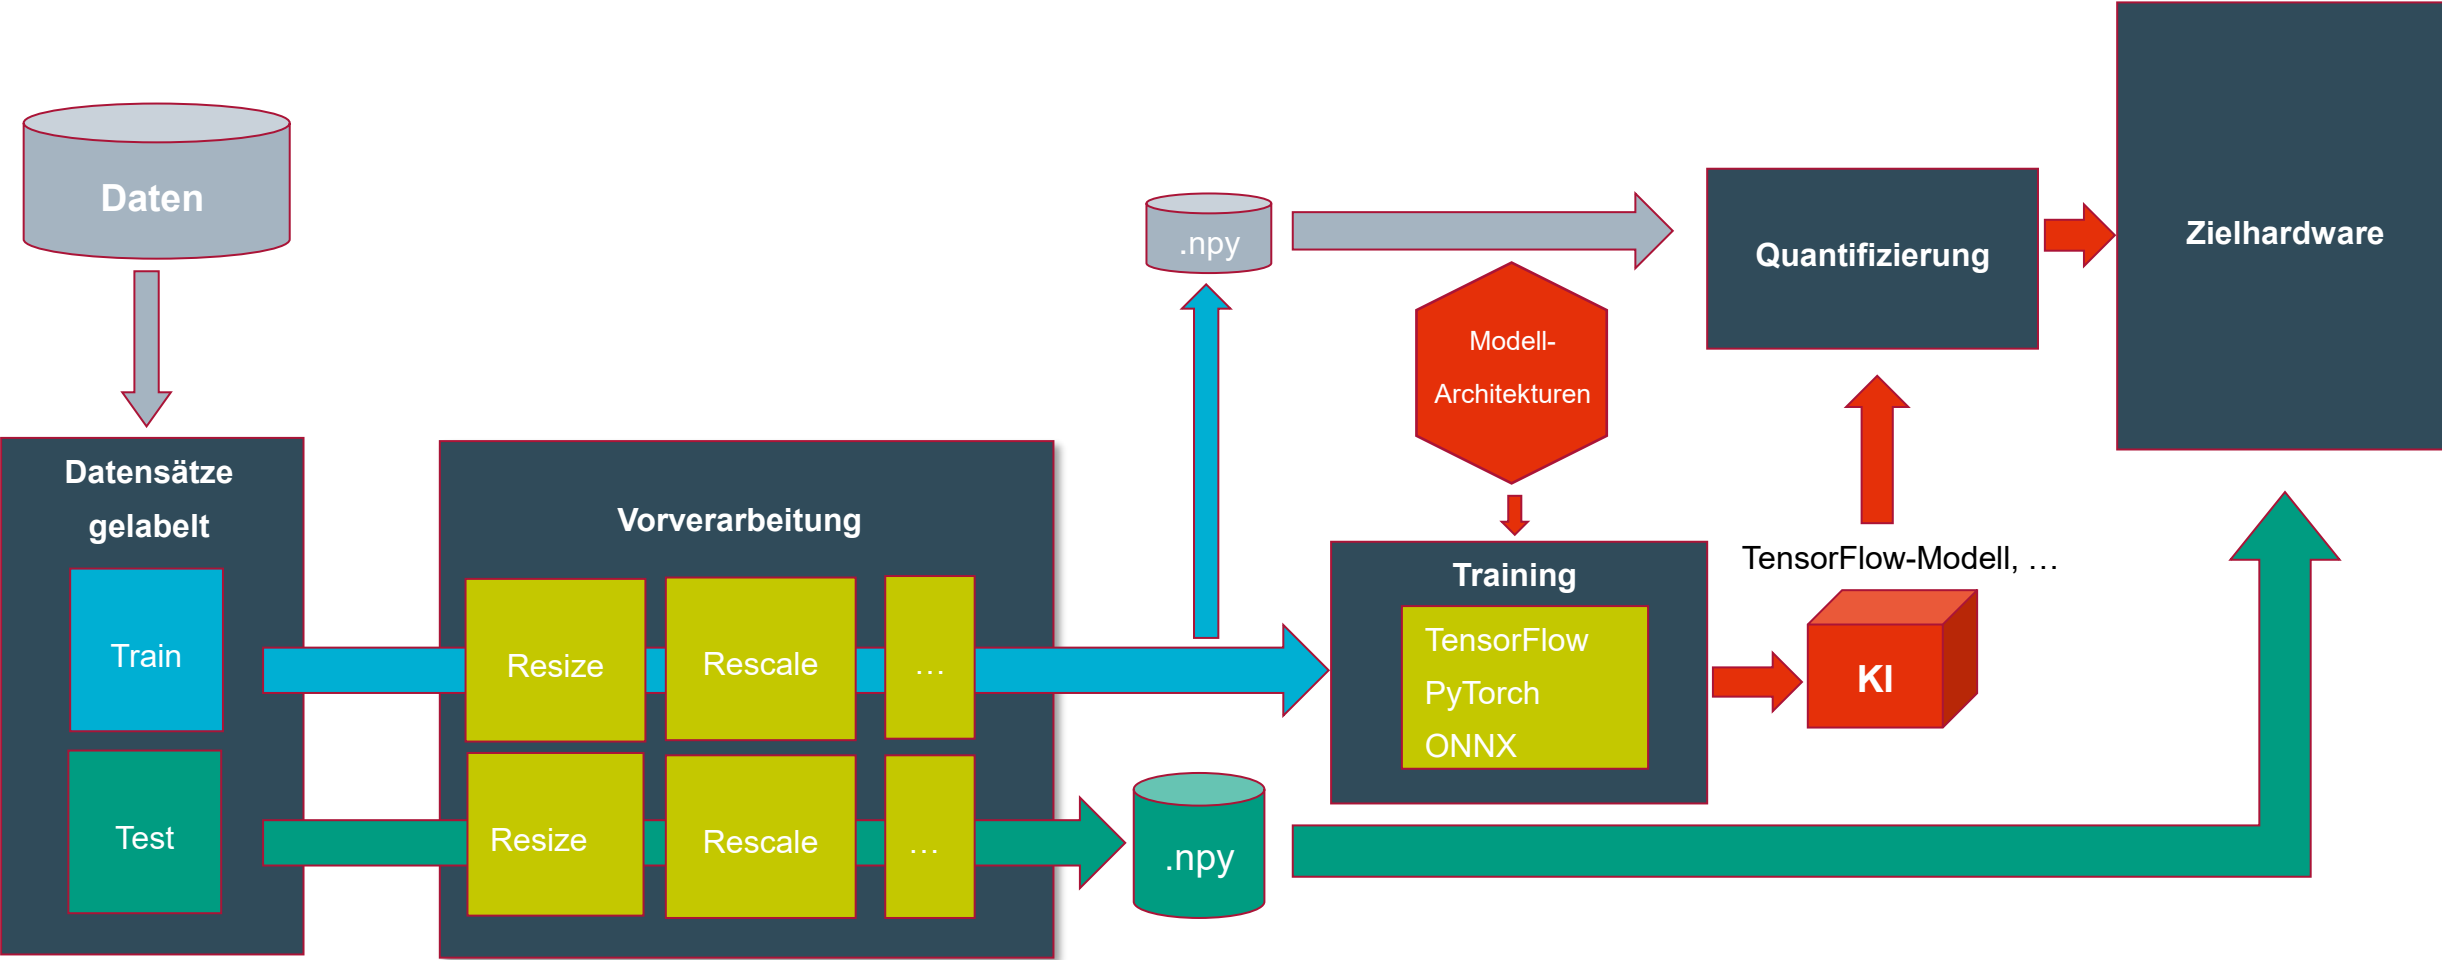 Daten
Datensätze
gelabelt
Train
Test
Vorverarbeitung
Resize
Rescale
…
Resize
Rescale
…
.npy
.npy
Modell-
Architekturen
Training
TensorFlow
PyTorch
ONNX
Quantifizierung
TensorFlow-Modell, …
KI
Zielhardware